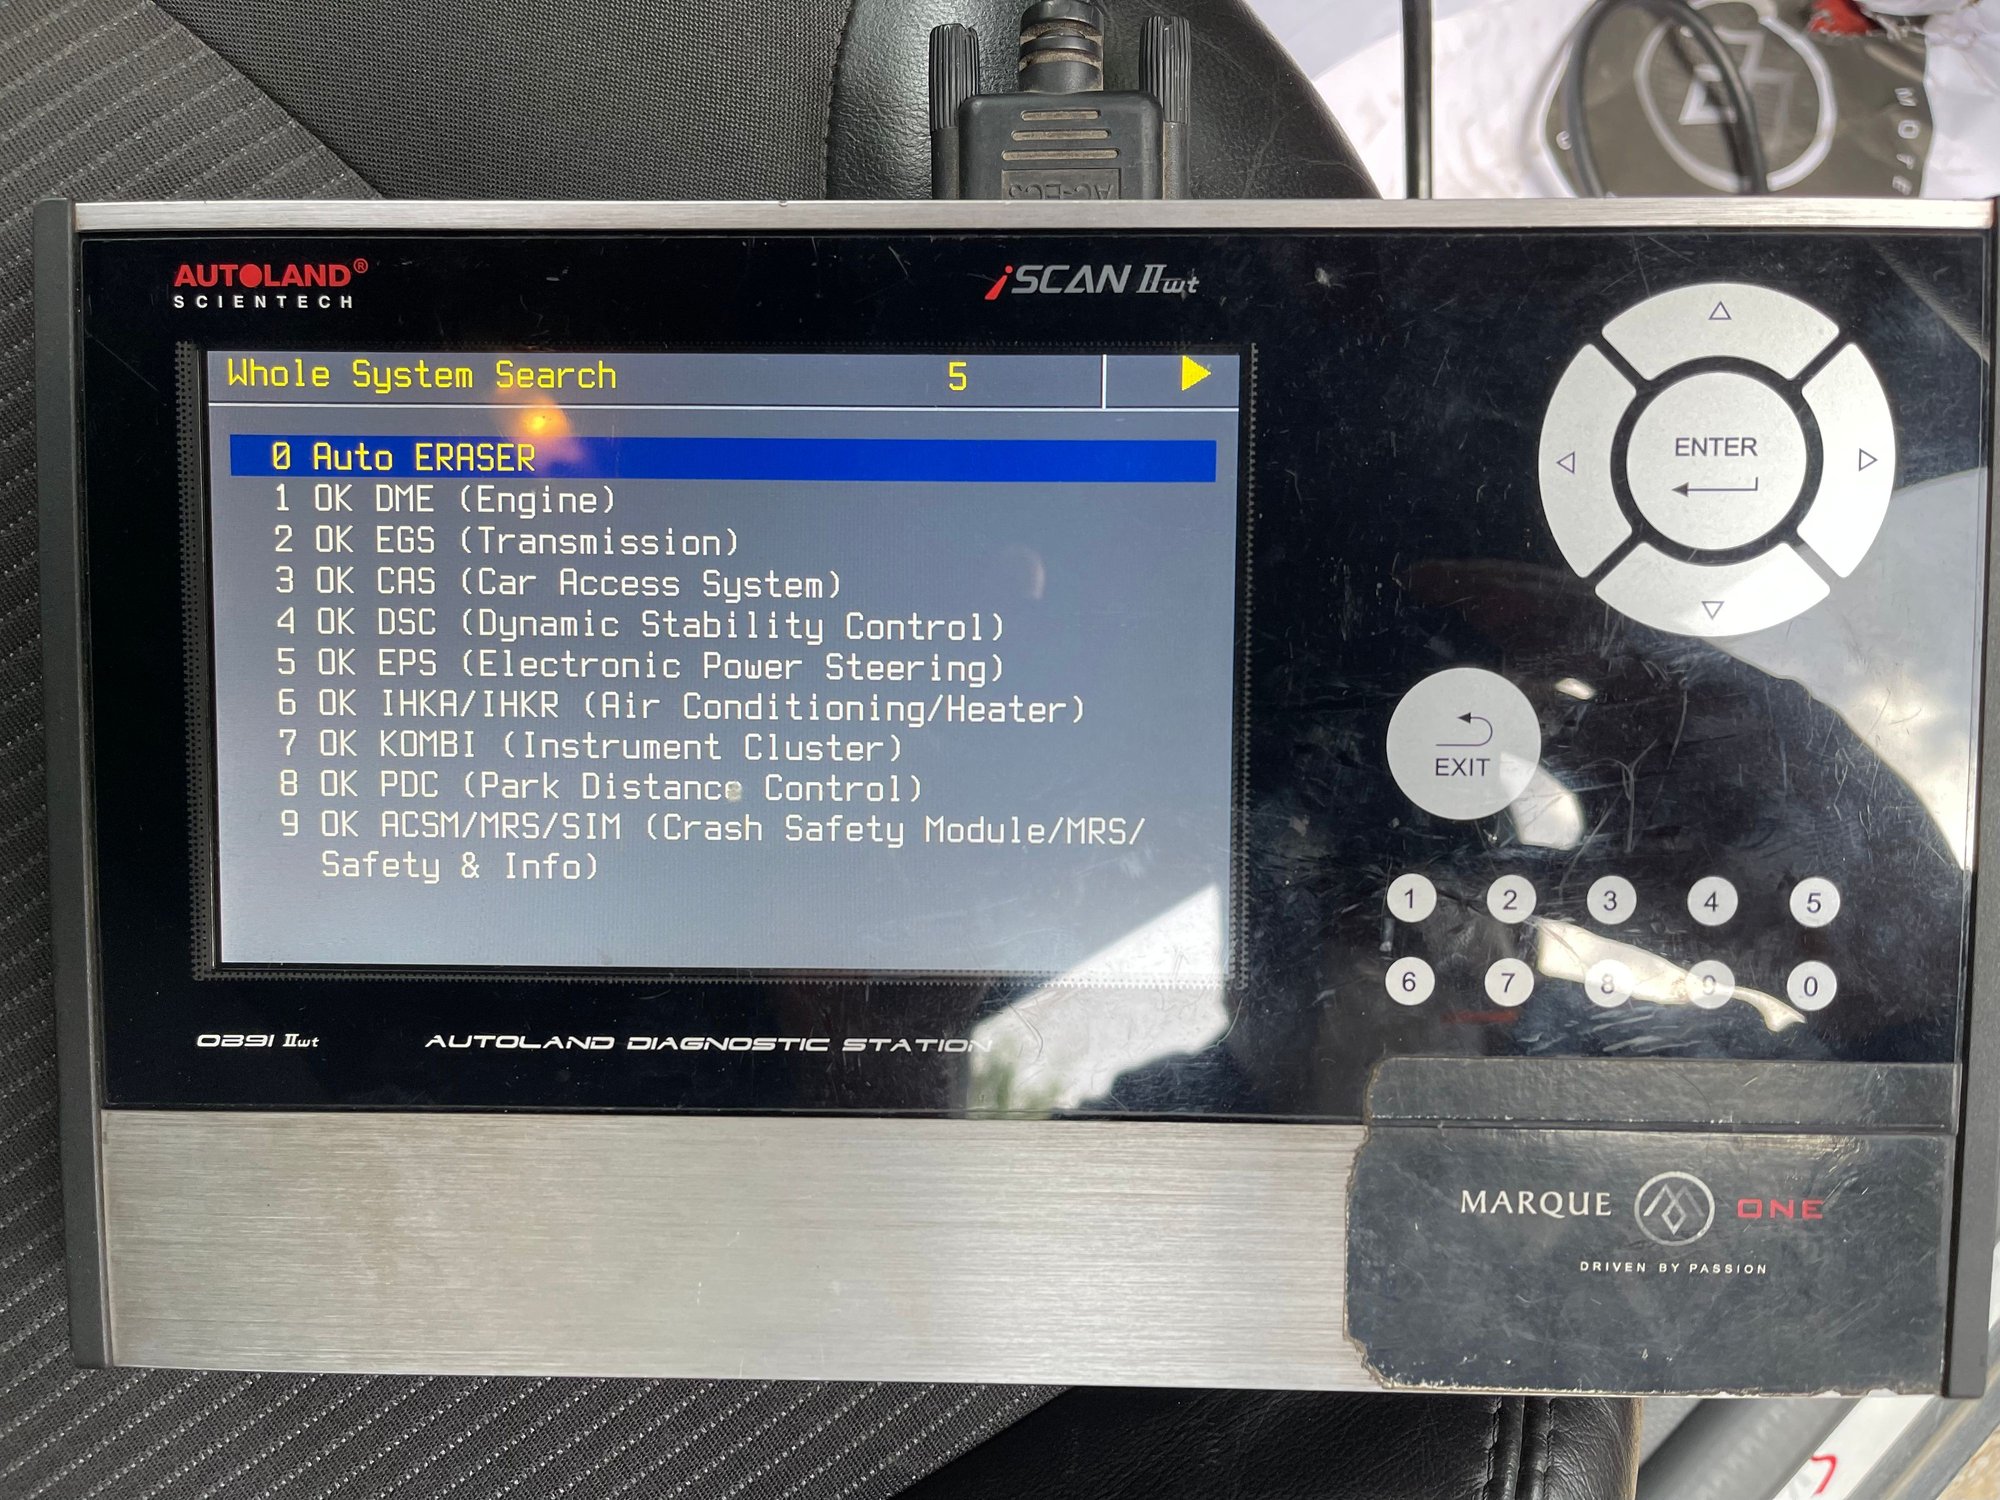 AUTOLAND®
SCIENTECH
iSCAN IIwt
Whole System Search 5
0 Auto ERASER
1 OK DME (Engine)
2 OK EGS (Transmission)
3 OK CAS (Car Access System)
4 OK DSC (Dynamic Stability Control)
5 OK EPS (Electronic Power Steering)
6 OK IHKA/IHKR (Air Conditioning/Heater)
7 OK KOMBI (Instrument Cluster)
8 OK PDC (Park Distance Control)
9 OK ACSM/MRS/SIM (Crash Safety Module/MRS/
Safety & Info)
ENTER
EXIT
1 2 3 4 5
6 7 8 9 0
OB91 IIwt
AUTOLAND DIAGNOSTIC STATION
MARQUE ONE
DRIVEN BY PASSION